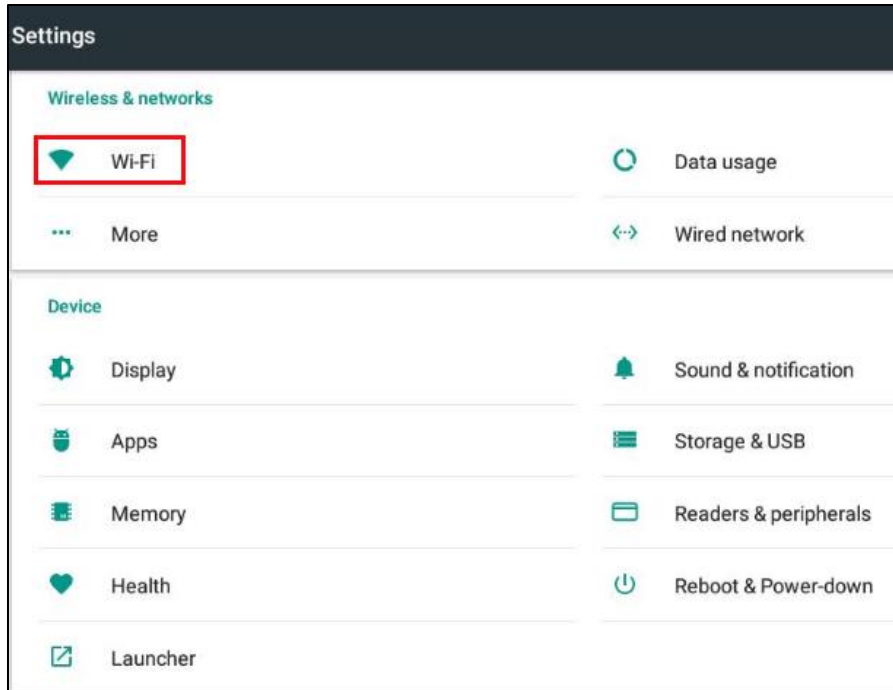 Settings
Wireless & networks
Wi-Fi
Data usage
More
Wired network
Device
Display
Sound & notification
Apps
Storage & USB
Memory
Readers & peripherals
Health
Reboot & Power-down
Launcher